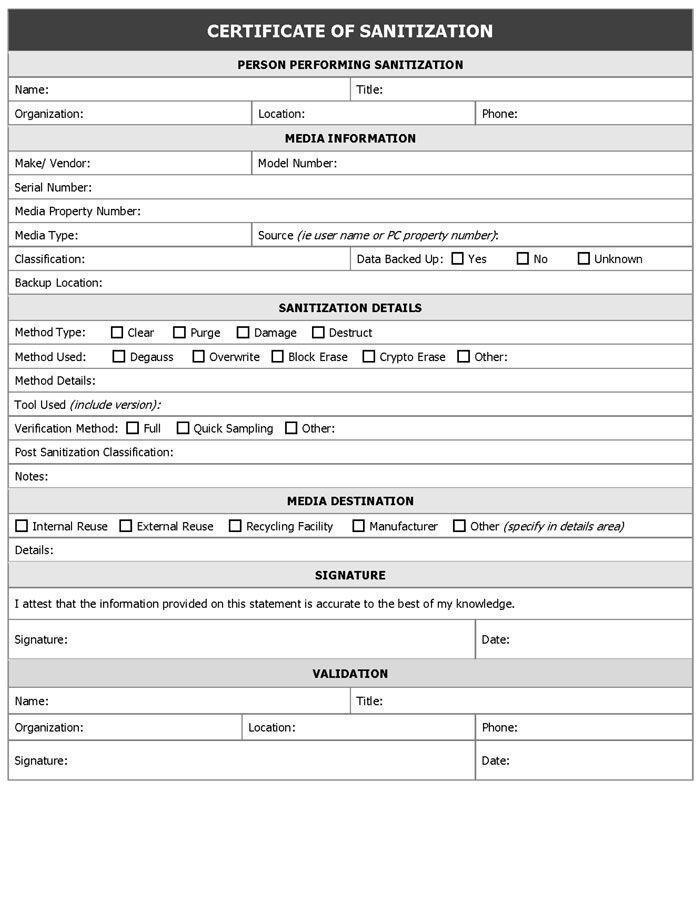 CERTIFICATE OF SANITIZATION
PERSON PERFORMING SANITIZATION
Name: Title:
Organization: Location: Phone:
MEDIA INFORMATION
Make/ Vendor: Model Number:
Serial Number:
Media Property Number:
Media Type: Source (ie user name or PC property number):
Classification: Data Backed Up: Yes No Unknown
Backup Location:
SANITIZATION DETAILS
Method Type: Clear Purge Damage Destruct
Method Used: Degauss Overwrite Block Erase Crypto Erase Other:
Method Details:
Tool Used (include version):
Verification Method: Full Quick Sampling Other:
Post Sanitization Classification:
Notes:
MEDIA DESTINATION
Internal Reuse External Reuse Recycling Facility Manufacturer Other (specify in details area)
Details:
SIGNATURE
I attest that the information provided on this statement is accurate to the best of my knowledge.
Signature: Date:
VALIDATION
Name: Title:
Organization: Location: Phone:
Signature: Date: